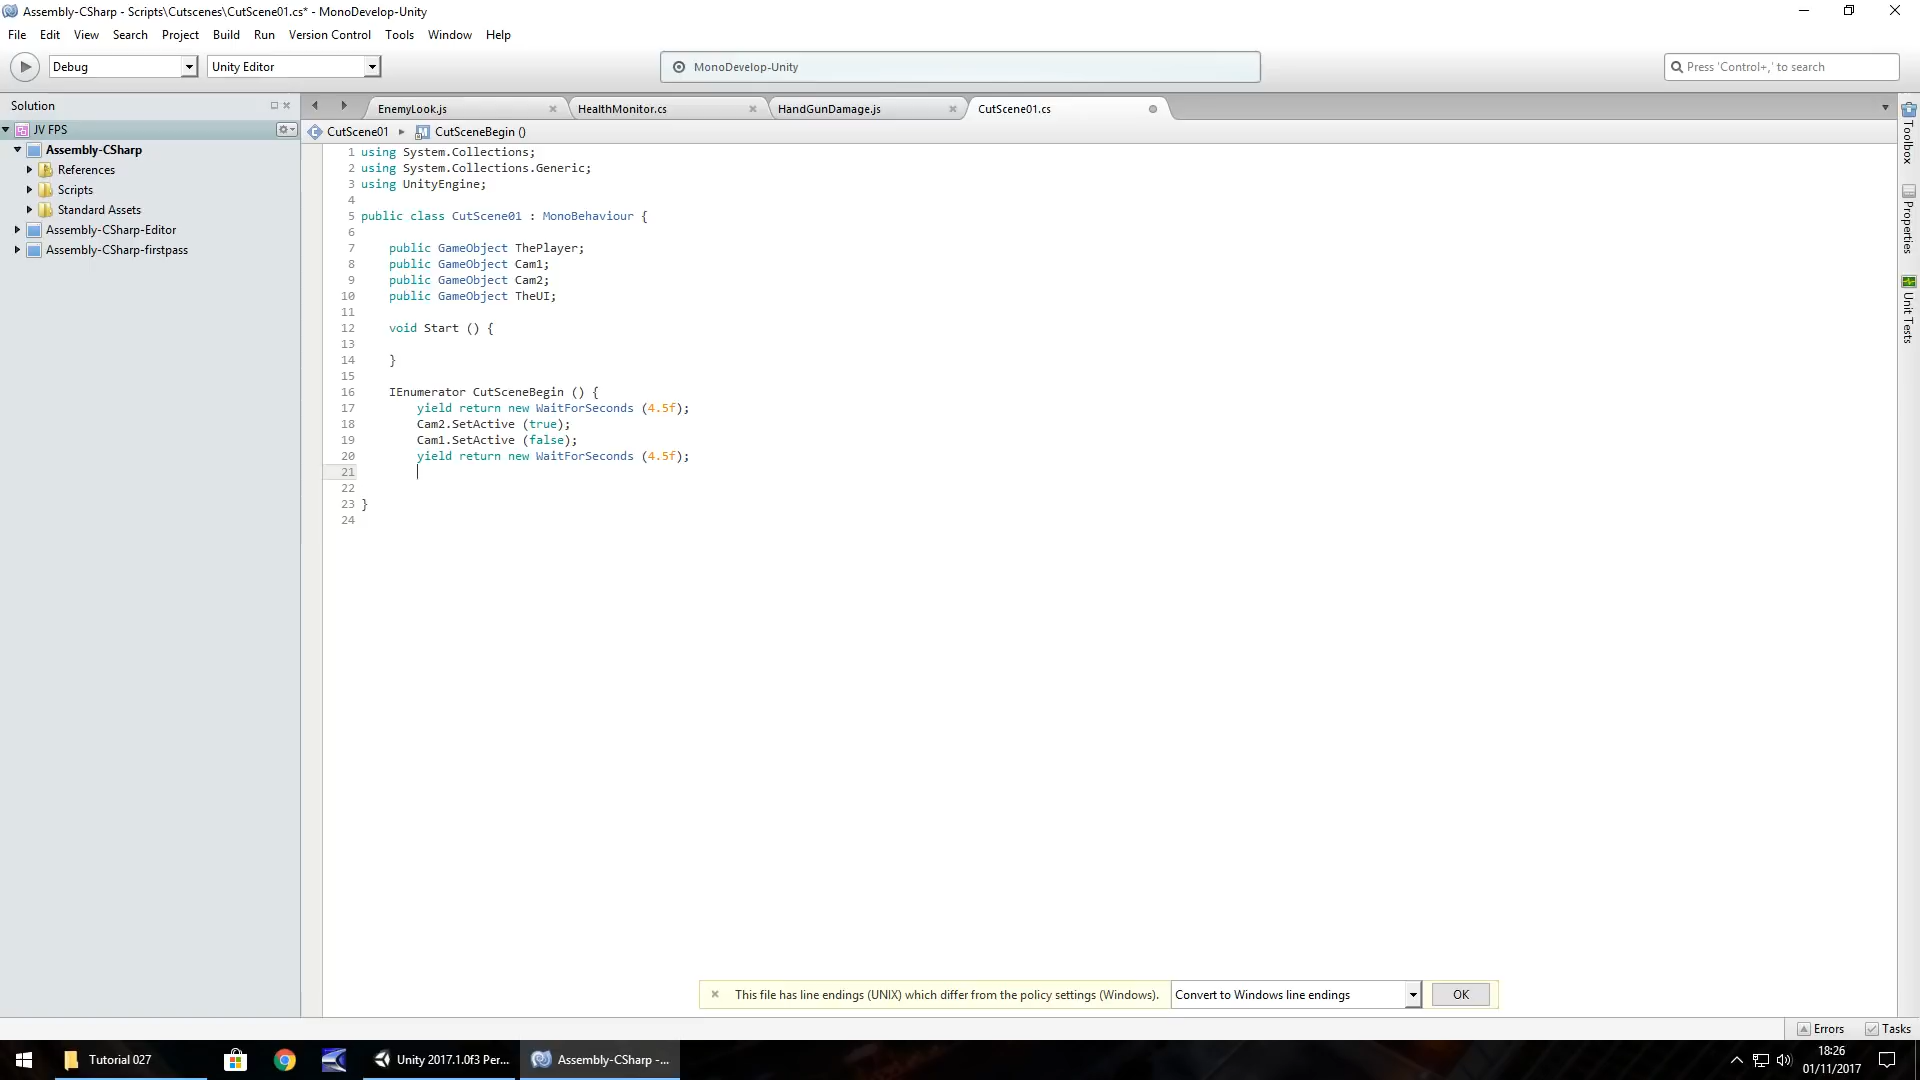 Assembly-CSharp - Scripts\Cutscenes\CutScene01.cs* - MonoDevelop-Unity
File Edit View Search Project Build Run Version Control Tools Window Help
Debug Unity Editor MonoDevelop-Unity Press 'Control+,' to search
Solution EnemyLook.js HealthMonitor.cs HandGunDamage.js CutScene01.cs
JV FPS
CutScene01 CutSceneBegin ()
Assembly-CSharp
References
Scripts
Standard Assets
Assembly-CSharp-Editor
Assembly-CSharp-firstpass
1 using System.Collections;
2 using System.Collections.Generic;
3 using UnityEngine;
4
5 public class CutScene01 : MonoBehaviour {
6
7 public GameObject ThePlayer;
8 public GameObject Cam1;
9 public GameObject Cam2;
10 public GameObject TheUI;
11
12 void Start () {
13
14 }
15
16 IEnumerator CutSceneBegin () {
17 yield return new WaitForSeconds (4.5f);
18 Cam2.SetActive (true);
19 Cam1.SetActive (false);
20 yield return new WaitForSeconds (4.5f);
21
22
23 }
24
Toolbox
Properties
Unit Tests
This file has line endings (UNIX) which differ from the policy settings (Windows). Convert to Windows line endings OK
Errors Tasks
Tutorial 027 Unity 2017.1.0f3 Per... Assembly-CSharp -...
18:26
01/11/2017